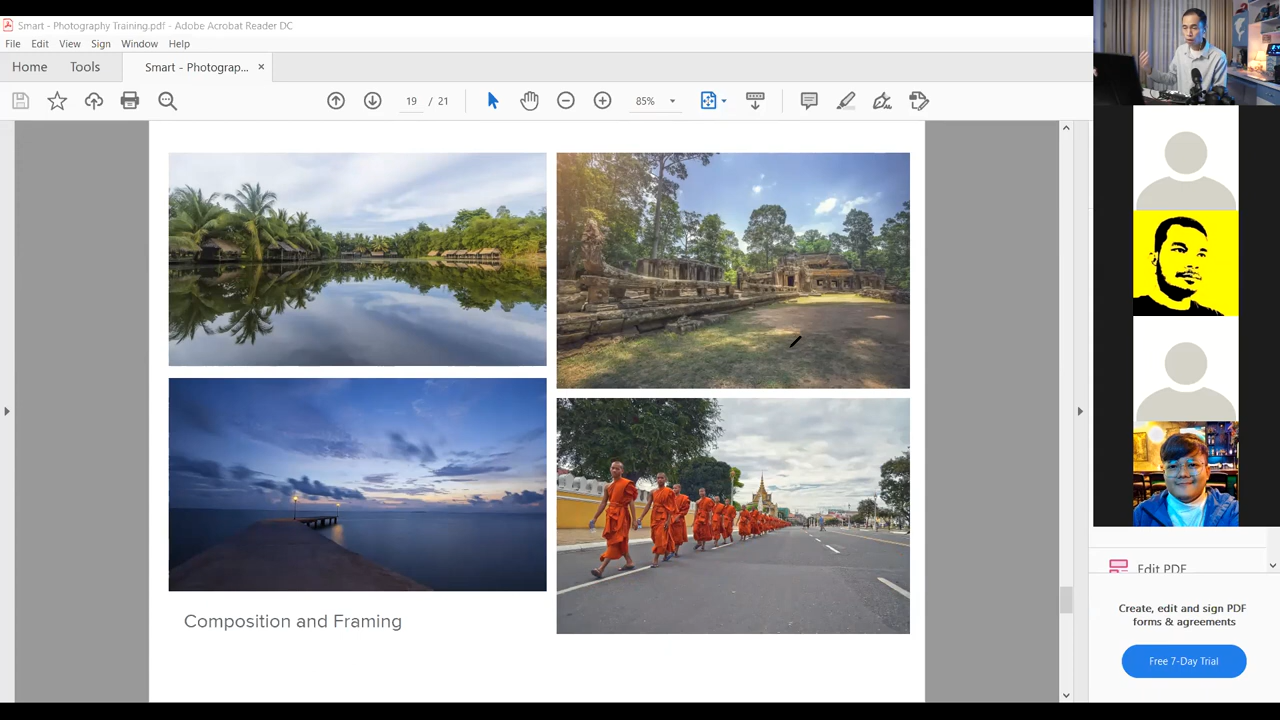 Smart - Photography Training.pdf - Adobe Acrobat Reader DC
File Edit View Sign Window Help
Home Tools Smart - Photograp... ×
19 / 21 85%
Composition and Framing
Edit PDF
Create, edit and sign PDF
forms & agreements
Free 7-Day Trial